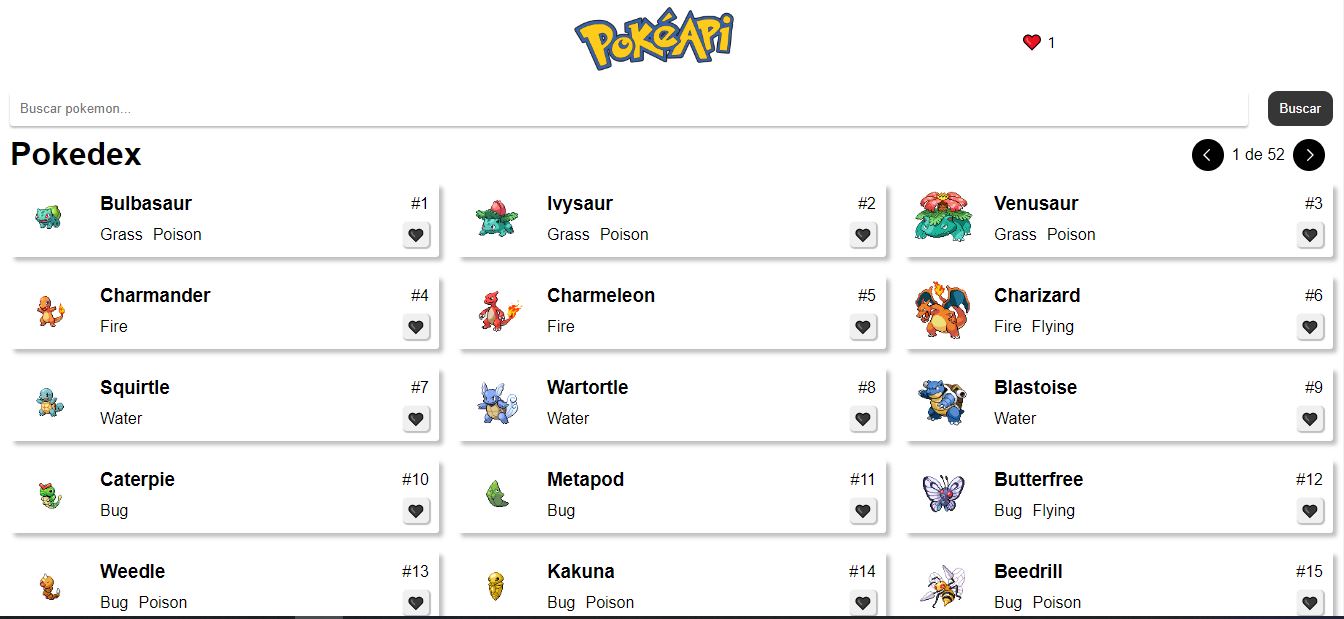 PokéApi
1
Buscar pokemon...
Buscar
Pokedex
1 de 52
Bulbasaur #1
Grass Poison
Ivysaur #2
Grass Poison
Venusaur #3
Grass Poison
Charmander #4
Fire
Charmeleon #5
Fire
Charizard #6
Fire Flying
Squirtle #7
Water
Wartortle #8
Water
Blastoise #9
Water
Caterpie #10
Bug
Metapod #11
Bug
Butterfree #12
Bug Flying
Weedle #13
Bug Poison
Kakuna #14
Bug Poison
Beedrill #15
Bug Poison